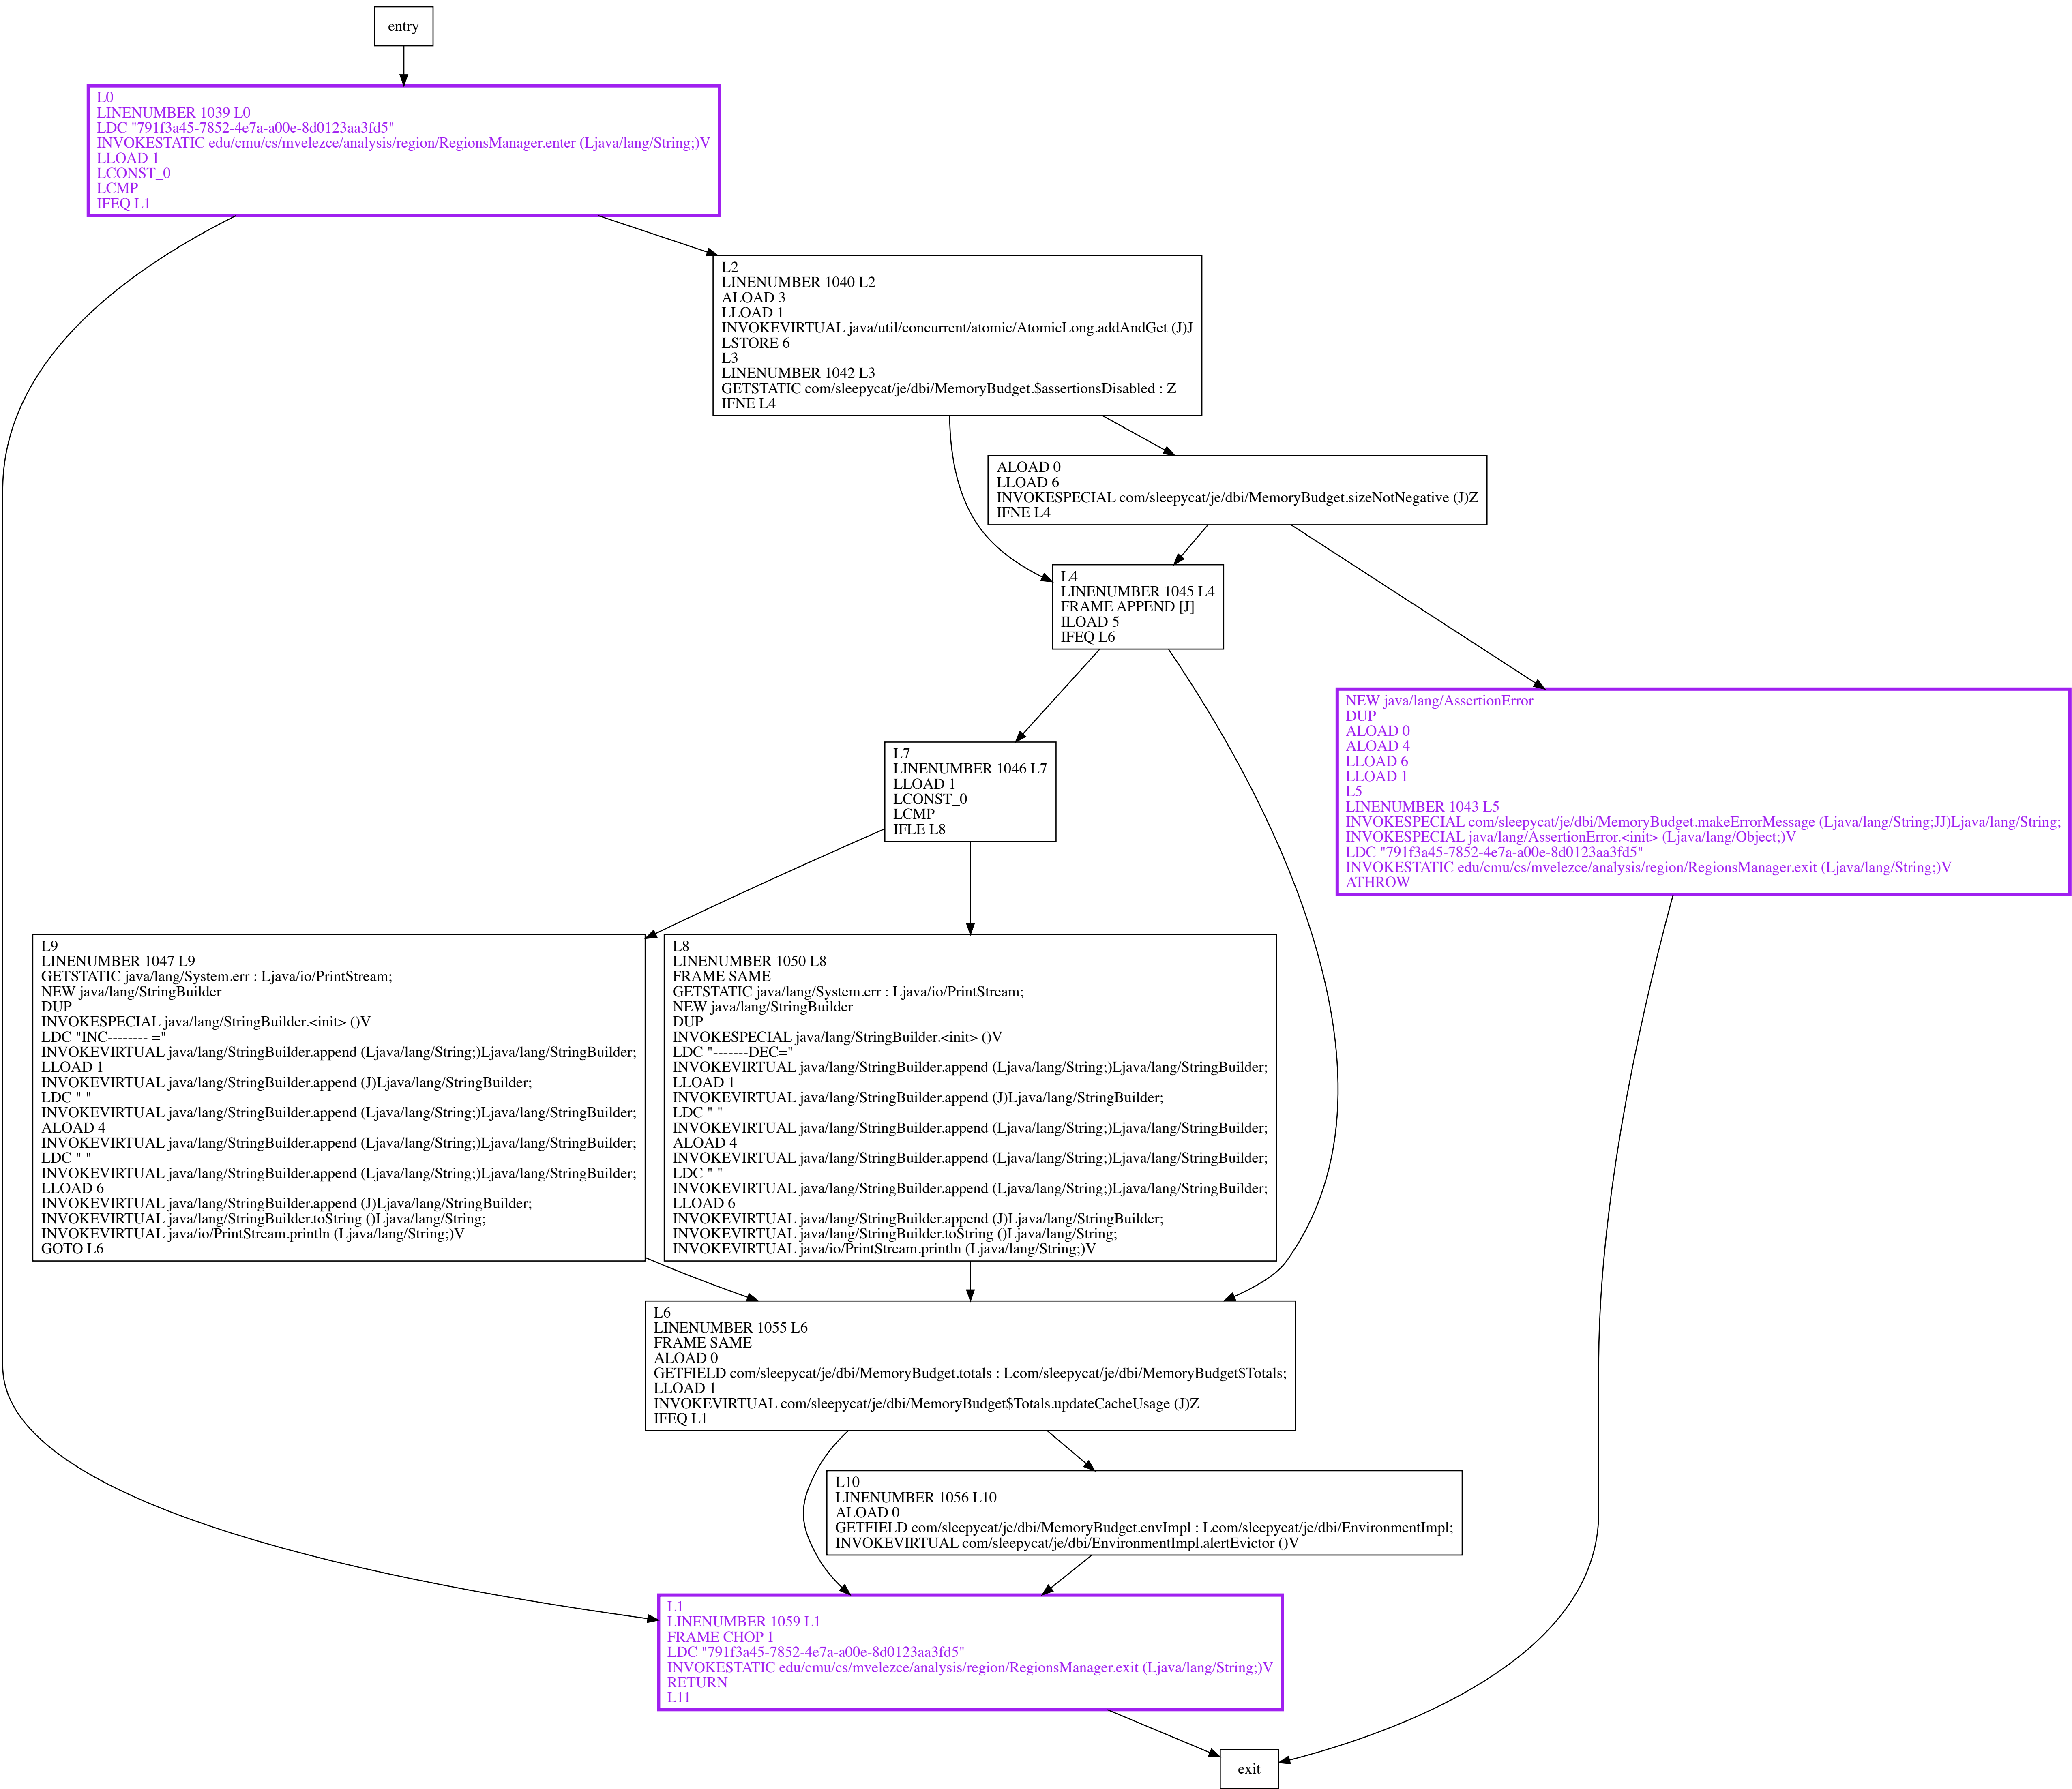 entry
L0
LINENUMBER 1039 L0
LDC "791f3a45-7852-4e7a-a00e-8d0123aa3fd5"
INVOKESTATIC edu/cmu/cs/mvelezce/analysis/region/RegionsManager.enter (Ljava/lang/String;)V
LLOAD 1
LCONST_0
LCMP
IFEQ L1
L2
LINENUMBER 1040 L2
ALOAD 3
LLOAD 1
INVOKEVIRTUAL java/util/concurrent/atomic/AtomicLong.addAndGet (J)J
LSTORE 6
L3
LINENUMBER 1042 L3
GETSTATIC com/sleepycat/je/dbi/MemoryBudget.$assertionsDisabled : Z
IFNE L4
ALOAD 0
LLOAD 6
INVOKESPECIAL com/sleepycat/je/dbi/MemoryBudget.sizeNotNegative (J)Z
IFNE L4
L4
LINENUMBER 1045 L4
FRAME APPEND [J]
ILOAD 5
IFEQ L6
NEW java/lang/AssertionError
DUP
ALOAD 0
ALOAD 4
LLOAD 6
LLOAD 1
L5
LINENUMBER 1043 L5
INVOKESPECIAL com/sleepycat/je/dbi/MemoryBudget.makeErrorMessage (Ljava/lang/String;JJ)Ljava/lang/String;
INVOKESPECIAL java/lang/AssertionError.<init> (Ljava/lang/Object;)V
LDC "791f3a45-7852-4e7a-a00e-8d0123aa3fd5"
INVOKESTATIC edu/cmu/cs/mvelezce/analysis/region/RegionsManager.exit (Ljava/lang/String;)V
ATHROW
L7
LINENUMBER 1046 L7
LLOAD 1
LCONST_0
LCMP
IFLE L8
L9
LINENUMBER 1047 L9
GETSTATIC java/lang/System.err : Ljava/io/PrintStream;
NEW java/lang/StringBuilder
DUP
INVOKESPECIAL java/lang/StringBuilder.<init> ()V
LDC "INC-------- ="
INVOKEVIRTUAL java/lang/StringBuilder.append (Ljava/lang/String;)Ljava/lang/StringBuilder;
LLOAD 1
INVOKEVIRTUAL java/lang/StringBuilder.append (J)Ljava/lang/StringBuilder;
LDC " "
INVOKEVIRTUAL java/lang/StringBuilder.append (Ljava/lang/String;)Ljava/lang/StringBuilder;
ALOAD 4
INVOKEVIRTUAL java/lang/StringBuilder.append (Ljava/lang/String;)Ljava/lang/StringBuilder;
LDC " "
INVOKEVIRTUAL java/lang/StringBuilder.append (Ljava/lang/String;)Ljava/lang/StringBuilder;
LLOAD 6
INVOKEVIRTUAL java/lang/StringBuilder.append (J)Ljava/lang/StringBuilder;
INVOKEVIRTUAL java/lang/StringBuilder.toString ()Ljava/lang/String;
INVOKEVIRTUAL java/io/PrintStream.println (Ljava/lang/String;)V
GOTO L6
L8
LINENUMBER 1050 L8
FRAME SAME
GETSTATIC java/lang/System.err : Ljava/io/PrintStream;
NEW java/lang/StringBuilder
DUP
INVOKESPECIAL java/lang/StringBuilder.<init> ()V
LDC "-------DEC="
INVOKEVIRTUAL java/lang/StringBuilder.append (Ljava/lang/String;)Ljava/lang/StringBuilder;
LLOAD 1
INVOKEVIRTUAL java/lang/StringBuilder.append (J)Ljava/lang/StringBuilder;
LDC " "
INVOKEVIRTUAL java/lang/StringBuilder.append (Ljava/lang/String;)Ljava/lang/StringBuilder;
ALOAD 4
INVOKEVIRTUAL java/lang/StringBuilder.append (Ljava/lang/String;)Ljava/lang/StringBuilder;
LDC " "
INVOKEVIRTUAL java/lang/StringBuilder.append (Ljava/lang/String;)Ljava/lang/StringBuilder;
LLOAD 6
INVOKEVIRTUAL java/lang/StringBuilder.append (J)Ljava/lang/StringBuilder;
INVOKEVIRTUAL java/lang/StringBuilder.toString ()Ljava/lang/String;
INVOKEVIRTUAL java/io/PrintStream.println (Ljava/lang/String;)V
L6
LINENUMBER 1055 L6
FRAME SAME
ALOAD 0
GETFIELD com/sleepycat/je/dbi/MemoryBudget.totals : Lcom/sleepycat/je/dbi/MemoryBudget$Totals;
LLOAD 1
INVOKEVIRTUAL com/sleepycat/je/dbi/MemoryBudget$Totals.updateCacheUsage (J)Z
IFEQ L1
L10
LINENUMBER 1056 L10
ALOAD 0
GETFIELD com/sleepycat/je/dbi/MemoryBudget.envImpl : Lcom/sleepycat/je/dbi/EnvironmentImpl;
INVOKEVIRTUAL com/sleepycat/je/dbi/EnvironmentImpl.alertEvictor ()V
L1
LINENUMBER 1059 L1
FRAME CHOP 1
LDC "791f3a45-7852-4e7a-a00e-8d0123aa3fd5"
INVOKESTATIC edu/cmu/cs/mvelezce/analysis/region/RegionsManager.exit (Ljava/lang/String;)V
RETURN
L11
exit